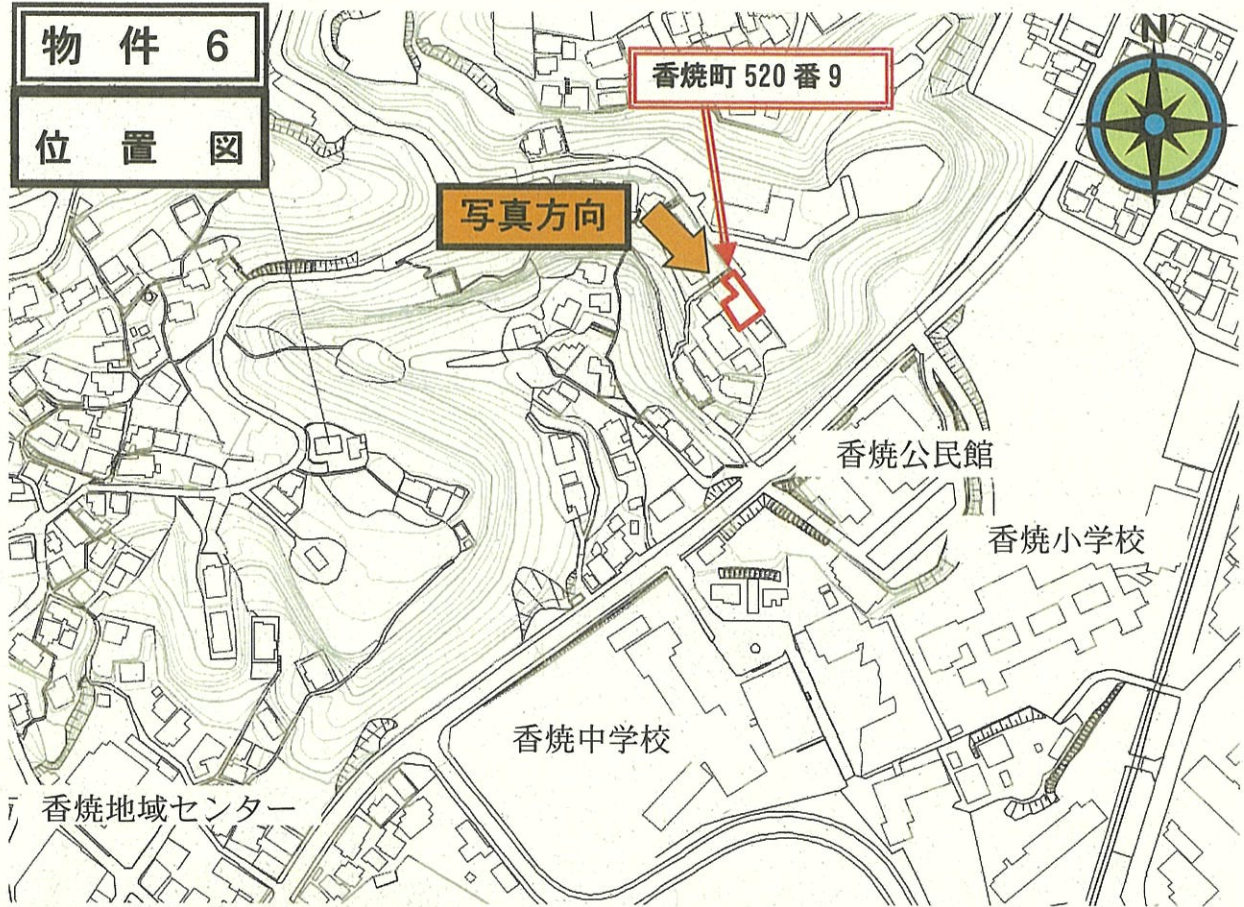 物件 6
位置図
香焼町 520 番 9
N
写真方向
香焼公民館
香焼小学校
香焼中学校
香焼地域センター